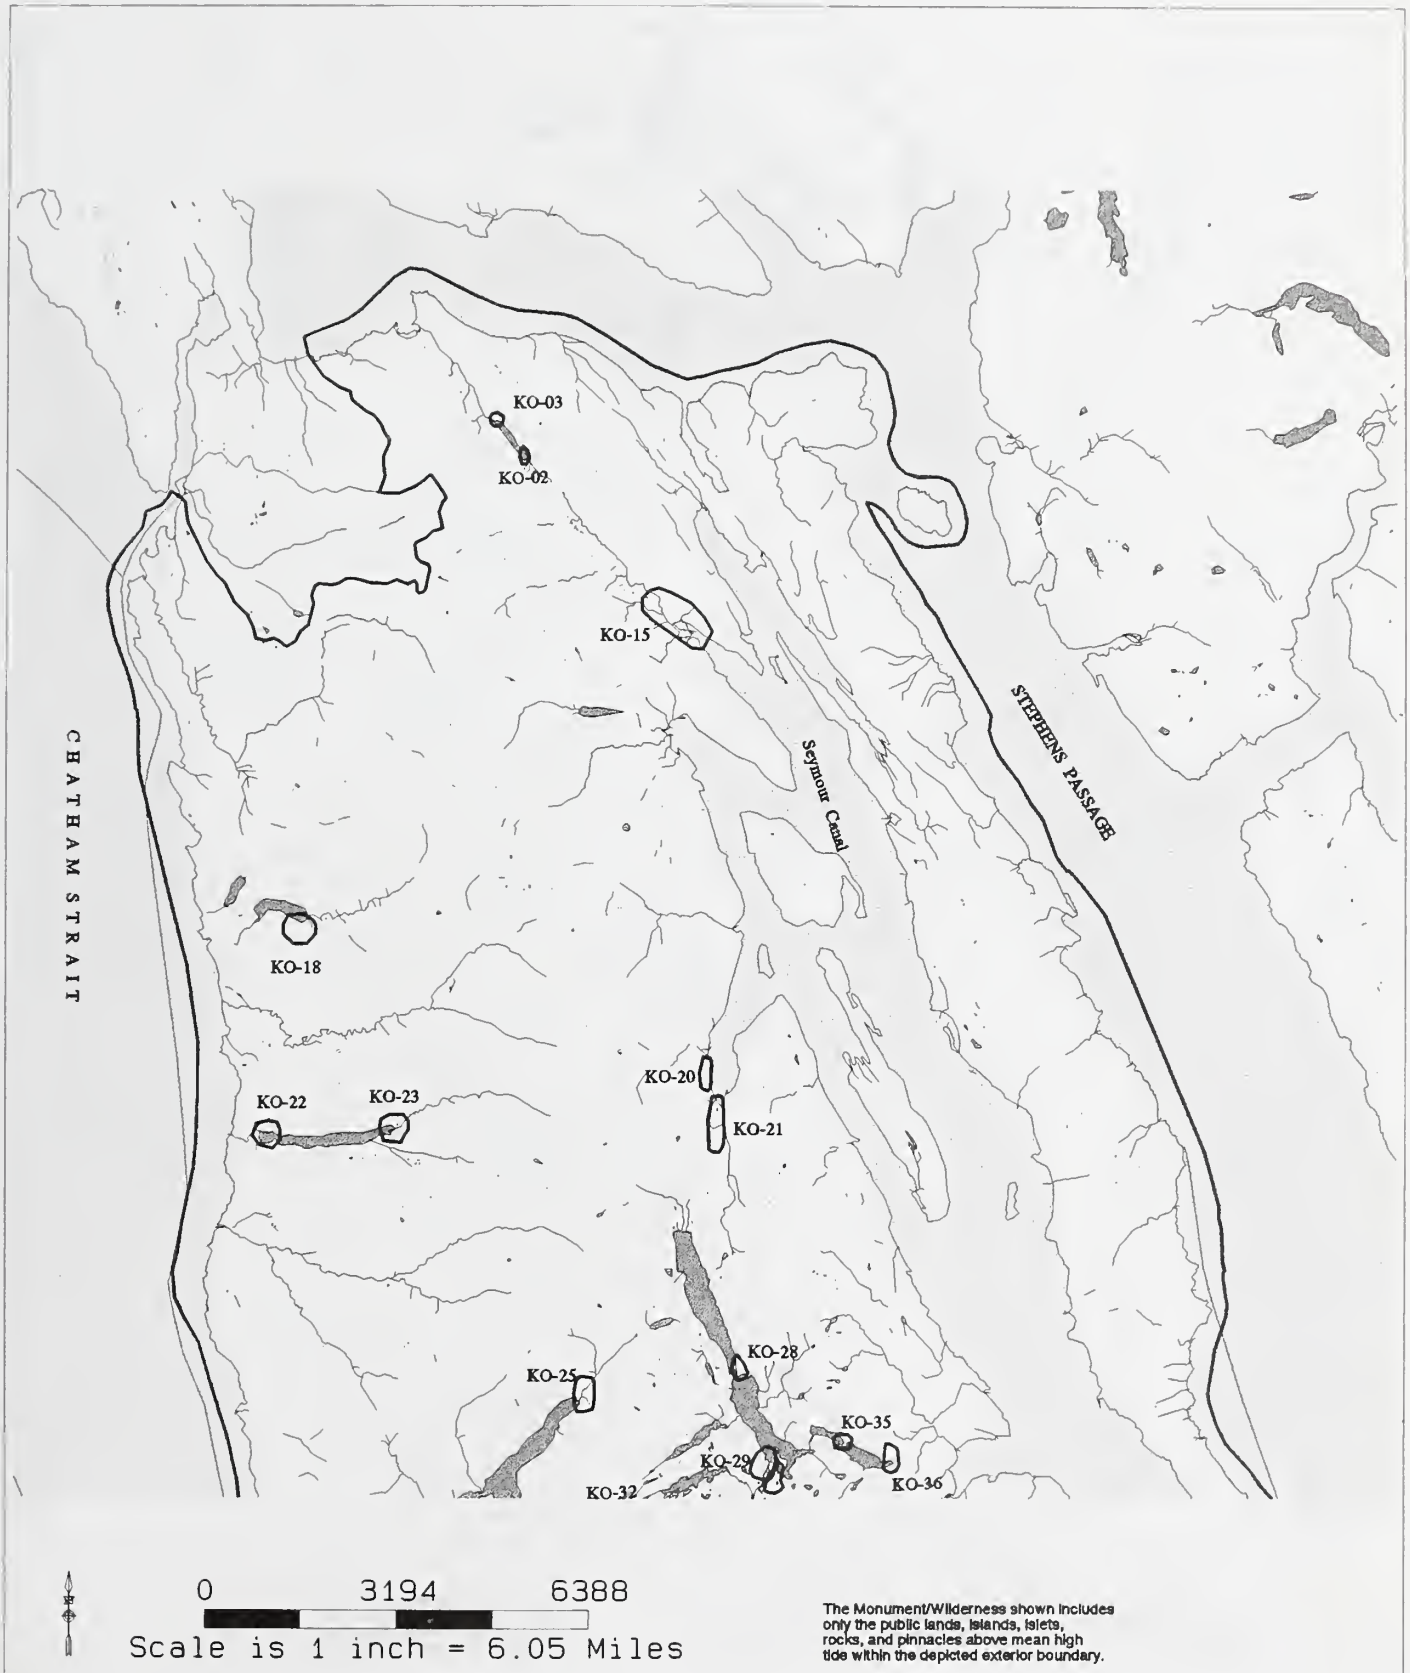 KO-03
KO-02
KO-15
STEPHENS PASSAGE
CHATHAM STRAIT
Seymour Canal
KO-18
KO-20
KO-22
KO-23
KO-21
KO-28
KO-25
KO-35
KO-29
KO-36
KO-32
0 3194 6388
Scale is 1 inch = 6.05 Miles
The Monument/Wilderness shown includes
only the public lands, islands, islets,
rocks, and pinnacles above mean high
tide within the depicted exterior boundary.